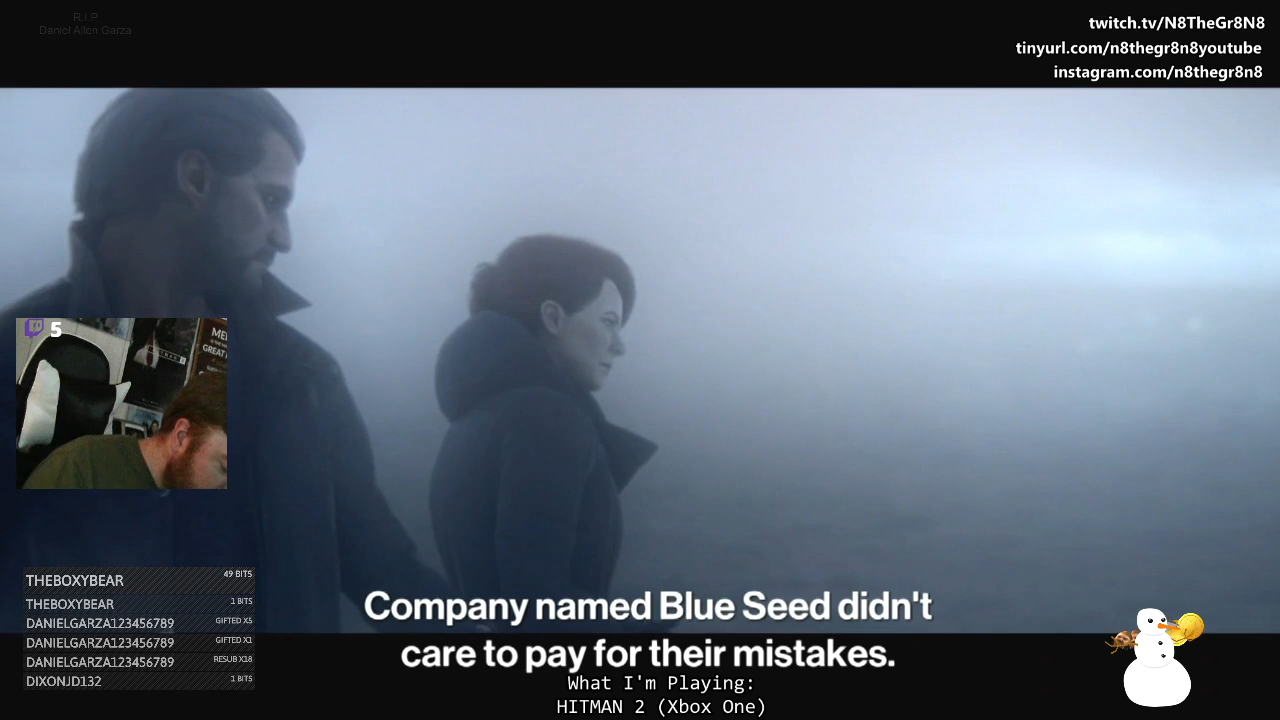 R.I.P
Daniel Allen Garza
twitch.tv/N8TheGr8N8
tinyurl.com/n8thegr8n8youtube
instagram.com/n8thegr8n8
5
GREAT
THEBOXYBEAR 49 BITS
THEBOXYBEAR 1 BITS
DANIELGARZA123456789 GIFTED X5
DANIELGARZA123456789 GIFTED X1
DANIELGARZA123456789 RESUB X18
DIXONJD132 1 BITS
Company named Blue Seed didn't
care to pay for their mistakes.
What I'm Playing:
HITMAN 2 (Xbox One)